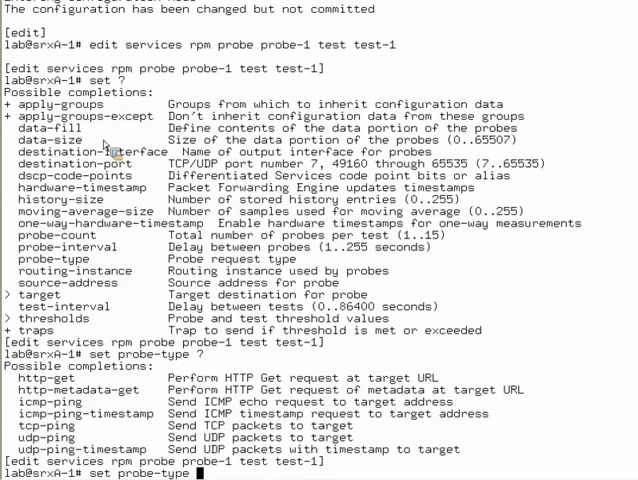 The configuration has been changed but not committed
[edit]
lab@srxA-1# edit services rpm probe probe-1 test test-1
[edit services rpm probe probe-1 test test-1]
lab@srxA-1# set ?
Possible completions:
+ apply-groups Groups from which to inherit configuration data
+ apply-groups-except Don't inherit configuration data from these groups
data-fill Define contents of the data portion of the probes
data-size Size of the data portion of the probes (0..65507)
destination-interface Name of output interface for probes
destination-port TCP/UDP port number 7, 49160 through 65535 (7..65535)
dscp-code-points Differentiated Services code point bits or alias
hardware-timestamp Packet Forwarding Engine updates timestamps
history-size Number of stored history entries (0..255)
moving-average-size Number of samples used for moving average (0..255)
one-way-hardware-timestamp Enable hardware timestamps for one-way measurements
probe-count Total number of probes per test (1..15)
probe-interval Delay between probes (1..255 seconds)
probe-type Probe request type
routing-instance Routing instance used by probes
source-address Source address for probe
> target Target destination for probe
test-interval Delay between tests (0..86400 seconds)
> thresholds Probe and test threshold values
+ traps Trap to send if threshold is met or exceeded
[edit services rpm probe probe-1 test test-1]
lab@srxA-1# set probe-type ?
Possible completions:
http-get Perform HTTP Get request at target URL
http-metadata-get Perform HTTP Get request of metadata at target URL
icmp-ping Send ICMP echo request to target address
icmp-ping-timestamp Send ICMP timestamp request to target address
tcp-ping Send TCP packets to target
udp-ping Send UDP packets to target
udp-ping-timestamp Send UDP packets with timestamp to target
[edit services rpm probe probe-1 test test-1]
lab@srxA-1# set probe-type